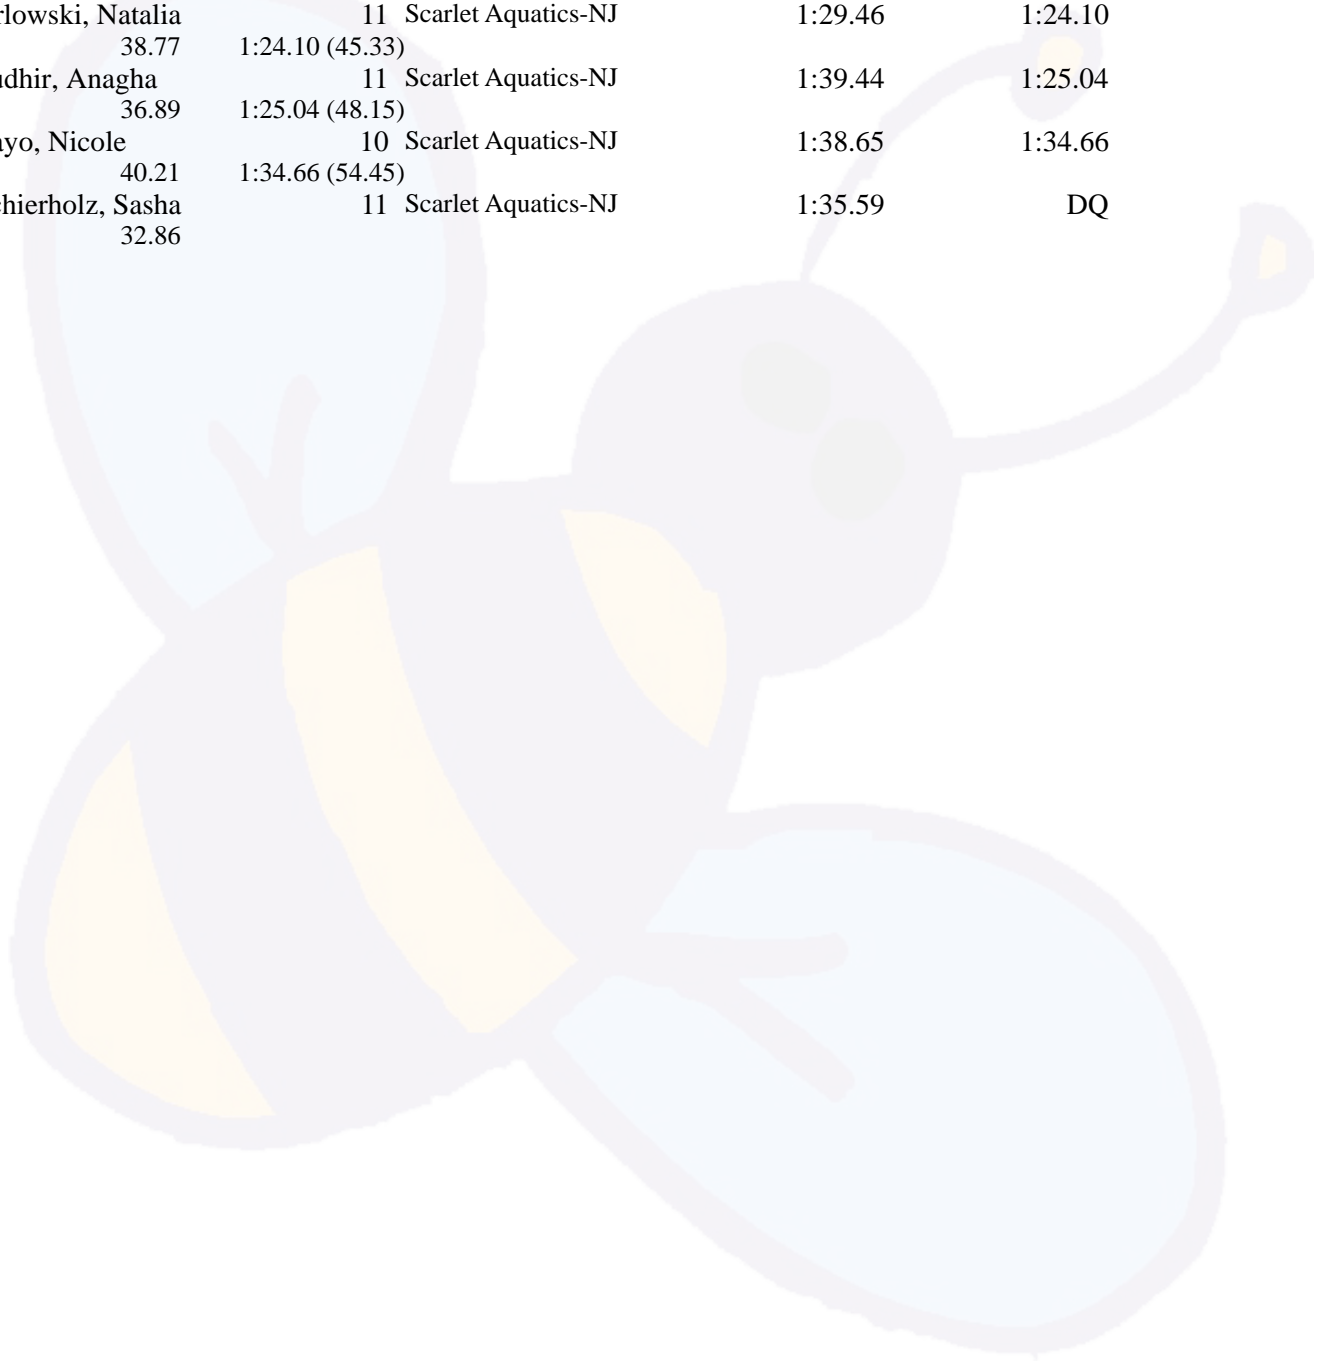 rlowski, Natalia 11 Scarlet Aquatics-NJ 1:29.46 1:24.10
38.77 1:24.10 (45.33)
udhir, Anagha 11 Scarlet Aquatics-NJ 1:39.44 1:25.04
36.89 1:25.04 (48.15)
ayo, Nicole 10 Scarlet Aquatics-NJ 1:38.65 1:34.66
40.21 1:34.66 (54.45)
chierholz, Sasha 11 Scarlet Aquatics-NJ 1:35.59 DQ
32.86